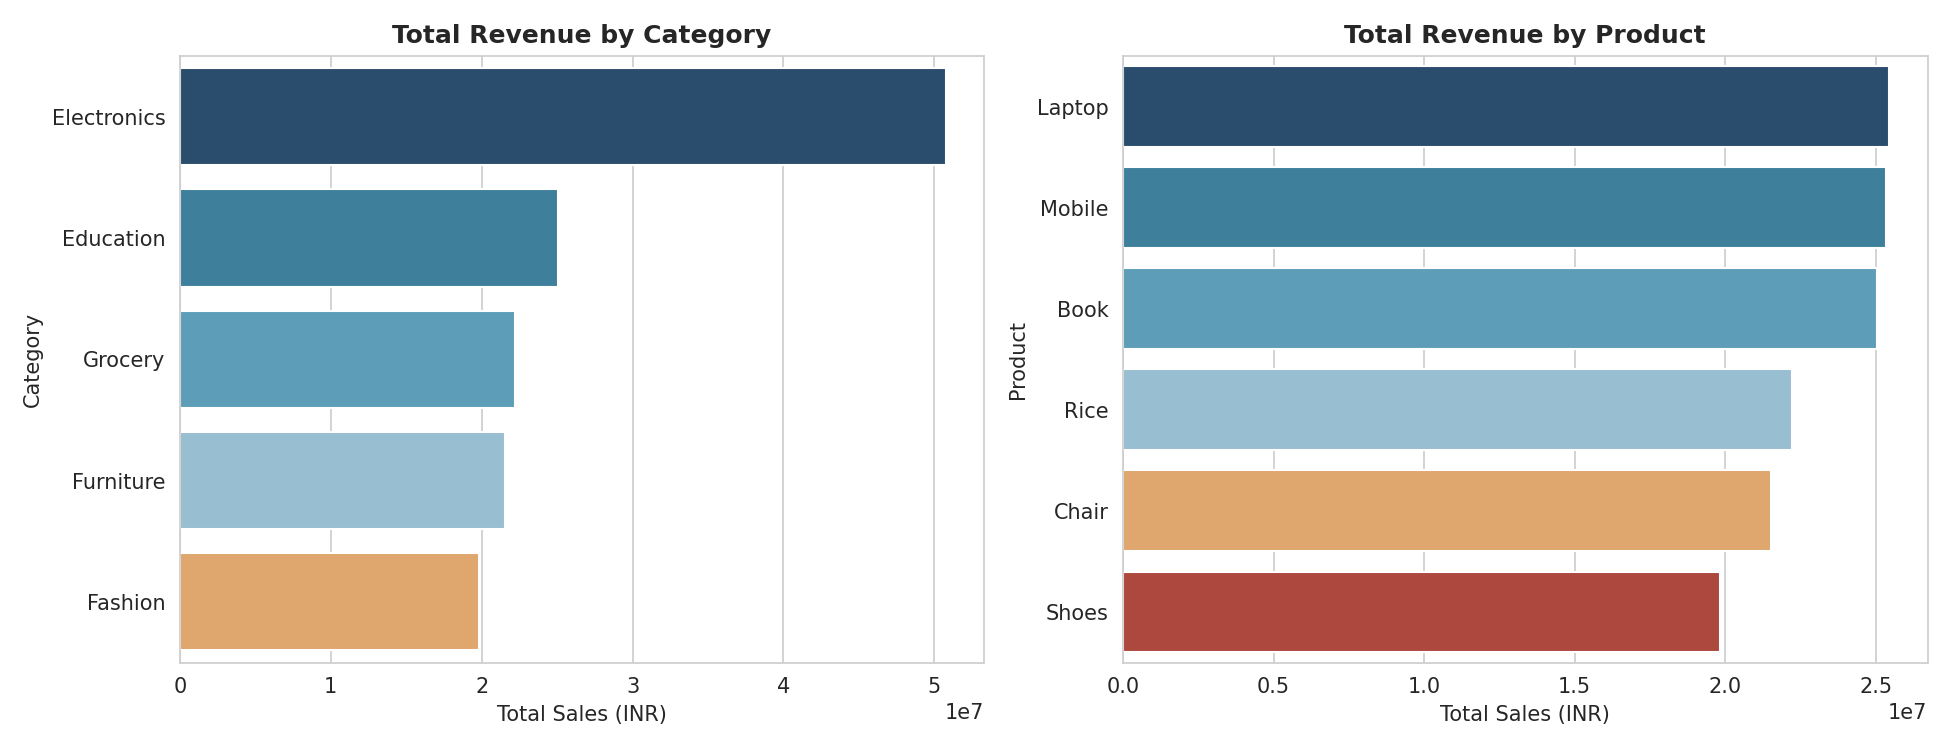 Total Revenue by Category
Category
Electronics
Education
Grocery
Furniture
Fashion
0 1 2 3 4 5
Total Sales (INR)
1e7
Total Revenue by Product
Product
Laptop
Mobile
Book
Rice
Chair
Shoes
0.0 0.5 1.0 1.5 2.0 2.5
Total Sales (INR)
1e7